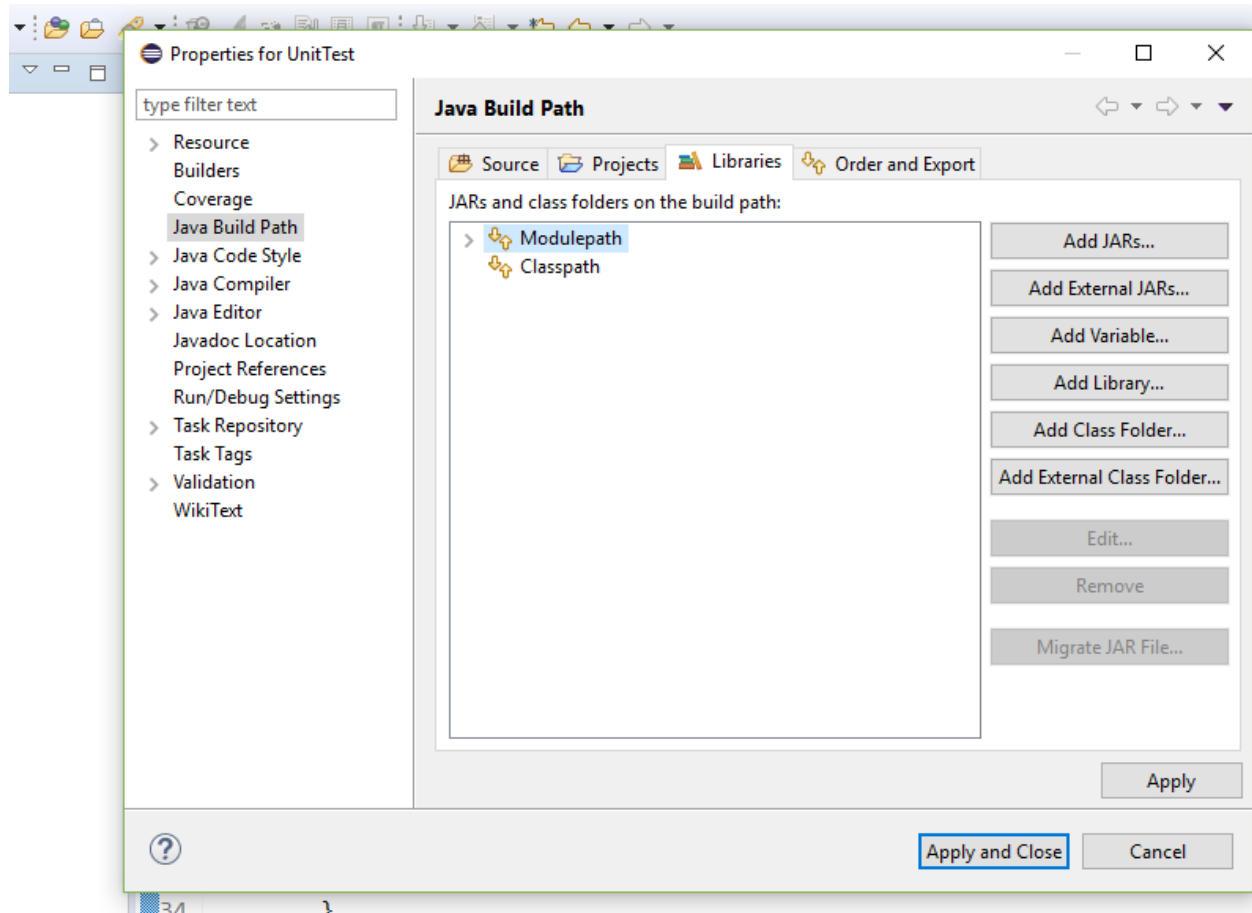 Properties for UnitTest
type filter text
Resource
Builders
Coverage
Java Build Path
Java Code Style
Java Compiler
Java Editor
Javadoc Location
Project References
Run/Debug Settings
Task Repository
Task Tags
Validation
WikiText
Java Build Path
Source Projects Libraries Order and Export
JARs and class folders on the build path:
Modulepath
Classpath
Add JARs...
Add External JARs...
Add Variable...
Add Library...
Add Class Folder...
Add External Class Folder...
Edit...
Remove
Migrate JAR File...
Apply
? Apply and Close Cancel
34 }